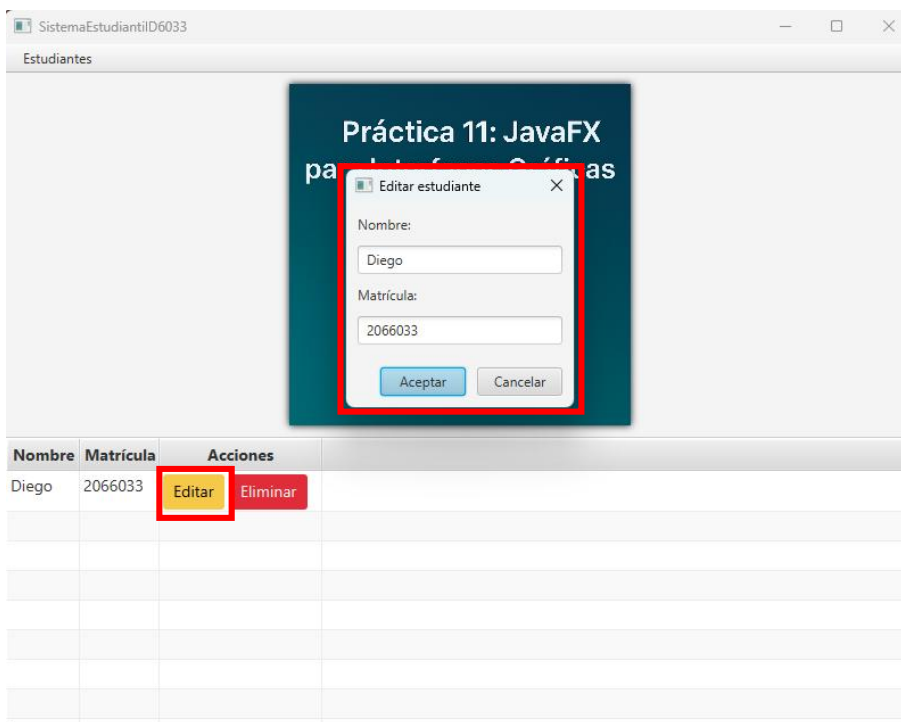 SistemaEstudiantilD6033
Estudiantes
Práctica 11: JavaFX
Editar estudiante
Nombre:
Diego
Matrícula:
2066033
Aceptar Cancelar
Nombre Matrícula Acciones
Diego 2066033 Editar Eliminar